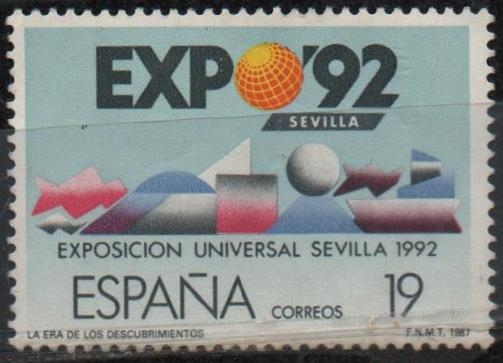 EXPO'92
SEVILLA
EXPOSICION UNIVERSAL SEVILLA 1992
ESPAÑA CORREOS 19
LA ERA DE LOS DESCUBRIMIENTOS F.N.M.T. 1987